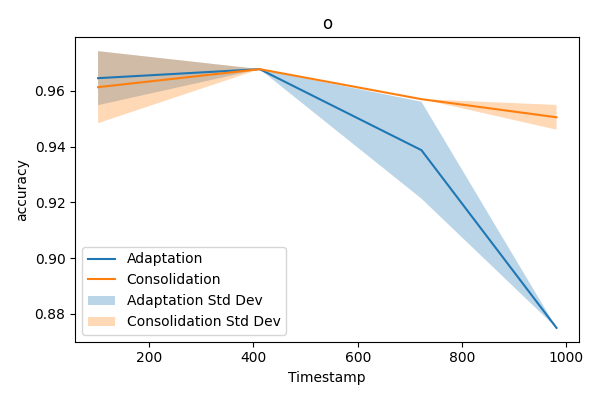 o
accuracy
0.96
0.94
0.92
0.90
0.88
Adaptation
Consolidation
Adaptation Std Dev
Consolidation Std Dev
200 400 600 800 1000
Timestamp